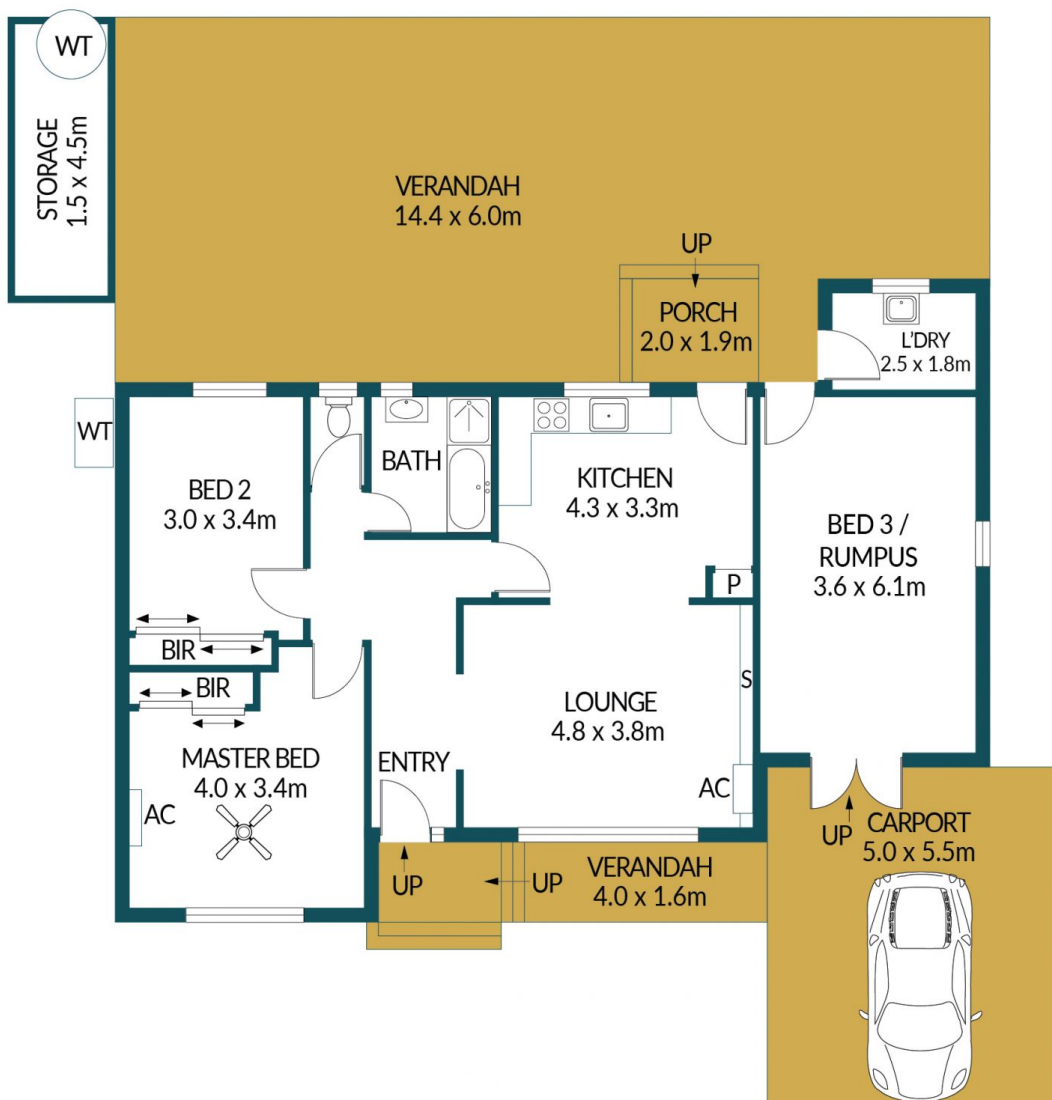 WT
STORAGE
1.5 x 4.5m
VERANDAH
14.4 x 6.0m
UP
PORCH
2.0 x 1.9m
L'DRY
2.5 x 1.8m
WT
BED 2
3.0 x 3.4m
BATH
KITCHEN
4.3 x 3.3m
P
BED 3 /
RUMPUS
3.6 x 6.1m
BIR
BIR
MASTER BED
4.0 x 3.4m
AC
ENTRY
LOUNGE
4.8 x 3.8m
S
AC
UP
UP
VERANDAH
4.0 x 1.6m
UP
CARPORT
5.0 x 5.5m